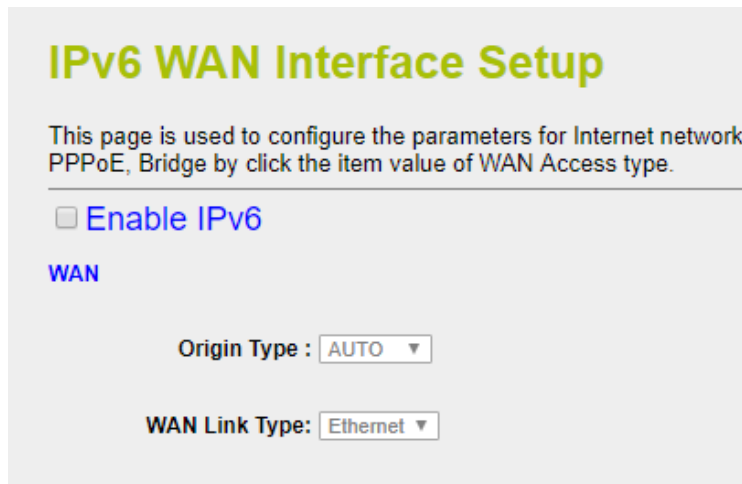 IPv6 WAN Interface Setup
This page is used to configure the parameters for Internet network
PPPoE, Bridge by click the item value of WAN Access type.
Enable IPv6
WAN
Origin Type : AUTO
WAN Link Type: Ethernet